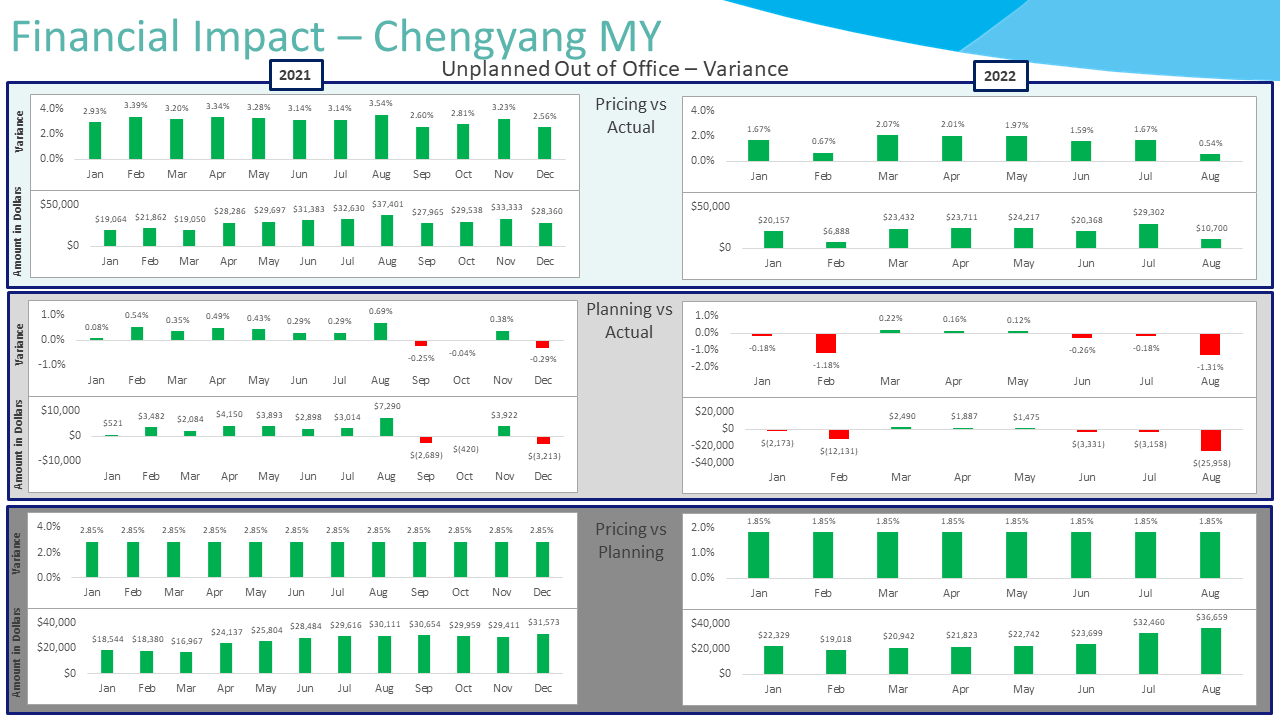 Financial Impact – Chengyang MY
Unplanned Out of Office – Variance
2021
2022
Pricing vs
Actual
Variance
4.0%
2.0%
0.0%
2.93% 3.39% 3.20% 3.34% 3.28% 3.14% 3.14% 3.54% 2.60% 2.81% 3.23% 2.56%
Jan Feb Mar Apr May Jun Jul Aug Sep Oct Nov Dec
Amount in Dollars
$50,000
$0
$19,064 $21,862 $19,050 $28,286 $29,697 $31,383 $32,630 $37,401 $27,965 $29,538 $33,333 $28,360
Jan Feb Mar Apr May Jun Jul Aug Sep Oct Nov Dec
4.0%
2.0%
0.0%
1.67% 0.67% 2.07% 2.01% 1.97% 1.59% 1.67% 0.54%
Jan Feb Mar Apr May Jun Jul Aug
$50,000
$0
$20,157 $6,888 $23,432 $23,711 $24,217 $20,368 $29,302 $10,700
Jan Feb Mar Apr May Jun Jul Aug
Planning vs
Actual
Variance
1.0%
0.0%
-1.0%
0.08% 0.54% 0.35% 0.49% 0.43% 0.29% 0.29% 0.69% -0.25% -0.04% 0.38% -0.29%
Jan Feb Mar Apr May Jun Jul Aug Sep Oct Nov Dec
Amount in Dollars
$10,000
$0
-$10,000
$521 $3,482 $2,084 $4,150 $3,893 $2,898 $3,014 $7,290 $(2,689) $(420) $3,922 $(3,213)
Jan Feb Mar Apr May Jun Jul Aug Sep Oct Nov Dec
1.0%
0.0%
-1.0%
-2.0%
-0.18% -1.18% 0.22% 0.16% 0.12% -0.26% -0.18% -1.31%
Jan Feb Mar Apr May Jun Jul Aug
$20,000
$0
-$20,000
-$40,000
$(2,173) $(12,131) $2,490 $1,887 $1,475 $(3,331) $(3,158) $(25,958)
Jan Feb Mar Apr May Jun Jul Aug
Pricing vs
Planning
Variance
4.0%
2.0%
0.0%
2.85% 2.85% 2.85% 2.85% 2.85% 2.85% 2.85% 2.85% 2.85% 2.85% 2.85% 2.85%
Jan Feb Mar Apr May Jun Jul Aug Sep Oct Nov Dec
Amount in Dollars
$40,000
$20,000
$0
$18,544 $18,380 $16,967 $24,137 $25,804 $28,484 $29,616 $30,111 $30,654 $29,959 $29,411 $31,573
Jan Feb Mar Apr May Jun Jul Aug Sep Oct Nov Dec
2.0%
1.0%
0.0%
1.85% 1.85% 1.85% 1.85% 1.85% 1.85% 1.85% 1.85%
Jan Feb Mar Apr May Jun Jul Aug
$40,000
$20,000
$0
$22,329 $19,018 $20,942 $21,823 $22,742 $23,699 $32,460 $36,659
Jan Feb Mar Apr May Jun Jul Aug